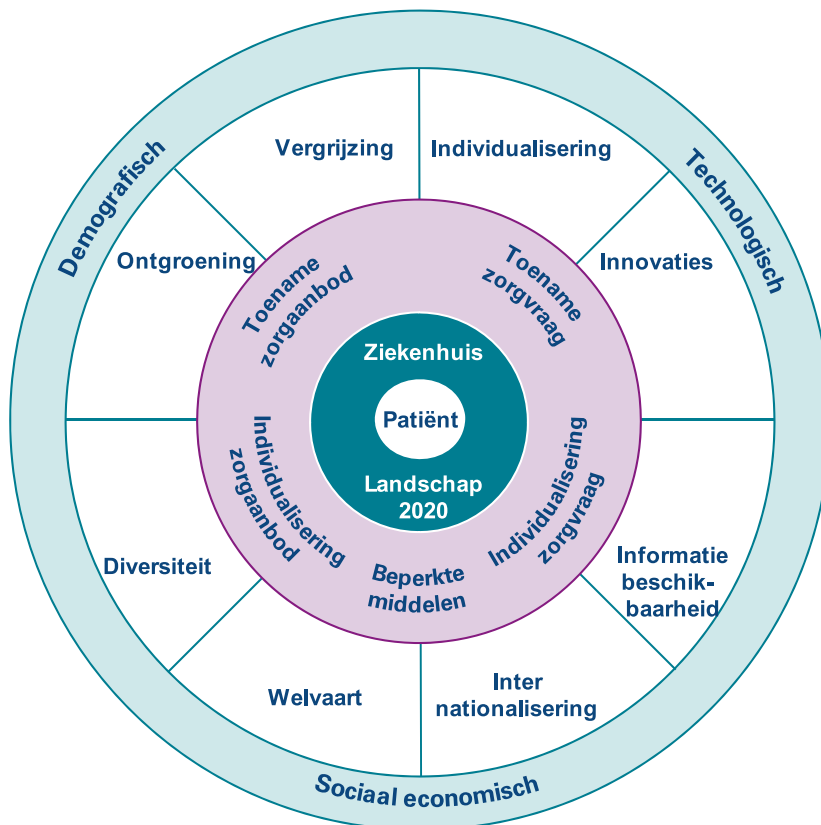 Demografisch
Technologisch
Sociaal economisch
Vergrijzing
Individualisering
Ontgroening
Innovaties
Diversiteit
Informatie
beschik-
baarheid
Welvaart
Inter
nationalisering
Toename
zorgaanbod
Toename
zorgvraag
Individualisering
zorgaanbod
Individualisering
zorgvraag
Beperkte
middelen
Ziekenhuis
Patiënt
Landschap
2020